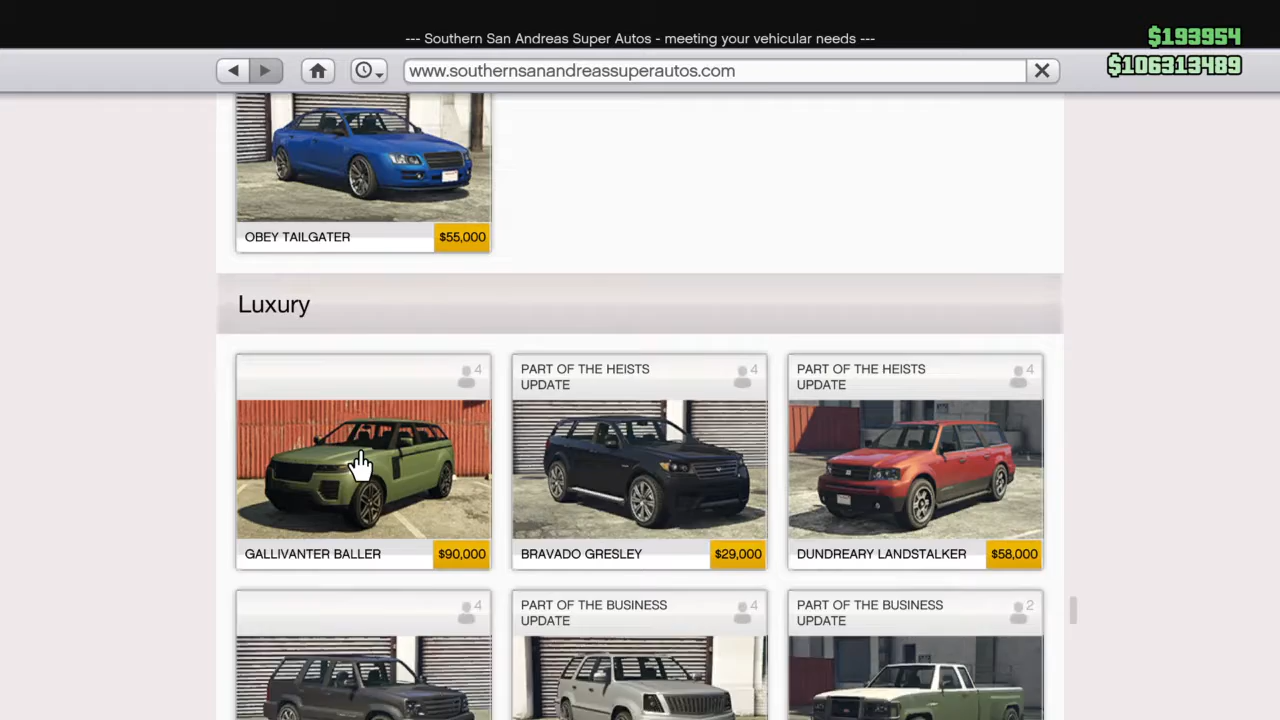 --- Southern San Andreas Super Autos - meeting your vehicular needs ---
$193954
www.southernsanandreassuperautos.com
$106313489
OBEY TAILGATER
$55,000
Luxury
4
PART OF THE HEISTS
UPDATE
4
PART OF THE HEISTS
UPDATE
4
GALLIVANTER BALLER
$90,000
BRAVADO GRESLEY
$29,000
DUNDREARY LANDSTALKER
$58,000
4
PART OF THE BUSINESS
UPDATE
4
PART OF THE BUSINESS
UPDATE
2